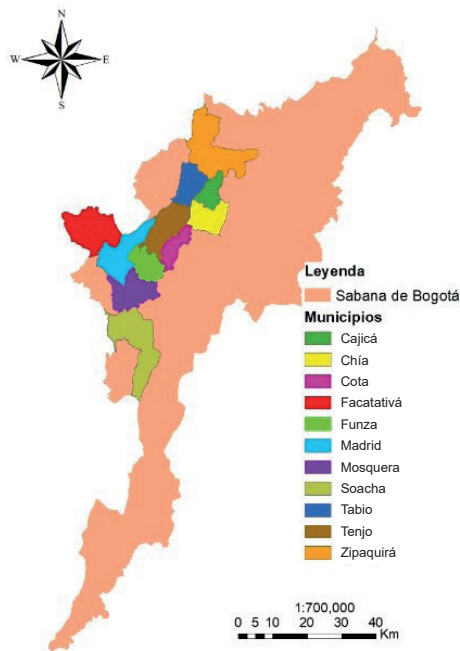 N
W E
S
Leyenda
Sabana de Bogotá
Municipios
Cajicá
Chía
Cota
Facatativá
Funza
Madrid
Mosquera
Soacha
Tabio
Tenjo
Zipaquirá
1:700,000
0 5 10 20 30 40
Km